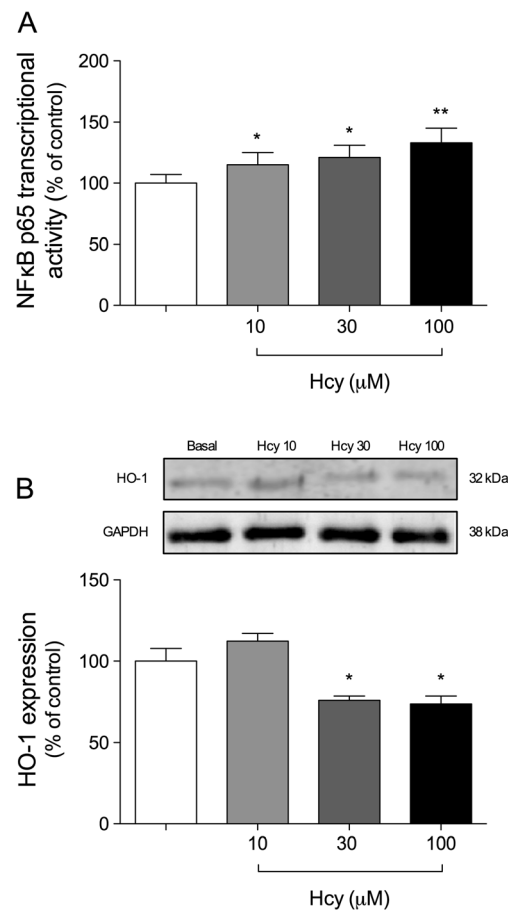 A
NFκB p65 transcriptional
activity (% of control)
200
150
100
50
0
*
*
**
10
30
100
Hcy (μM)
B
Basal
Hcy 10
Hcy 30
Hcy 100
HO-1
32 kDa
GAPDH
38 kDa
HO-1 expression
(% of control)
150
100
50
0
*
*
10
30
100
Hcy (μM)